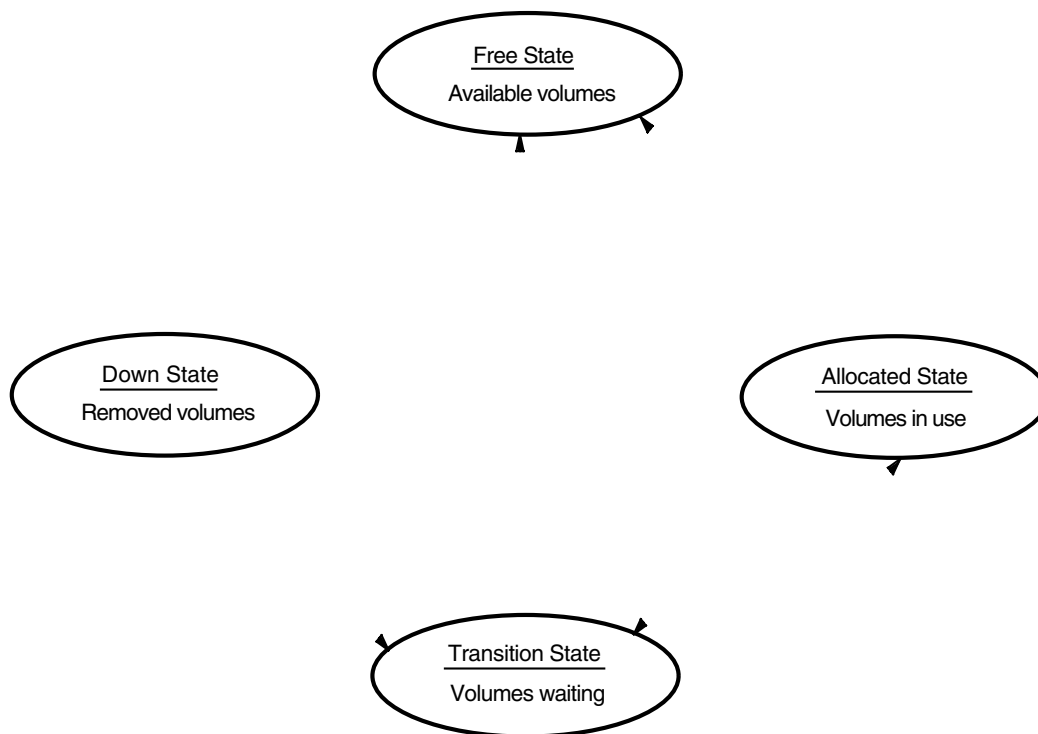 Free State
Available volumes
Down State
Removed volumes
Allocated State
Volumes in use
Transition State
Volumes waiting